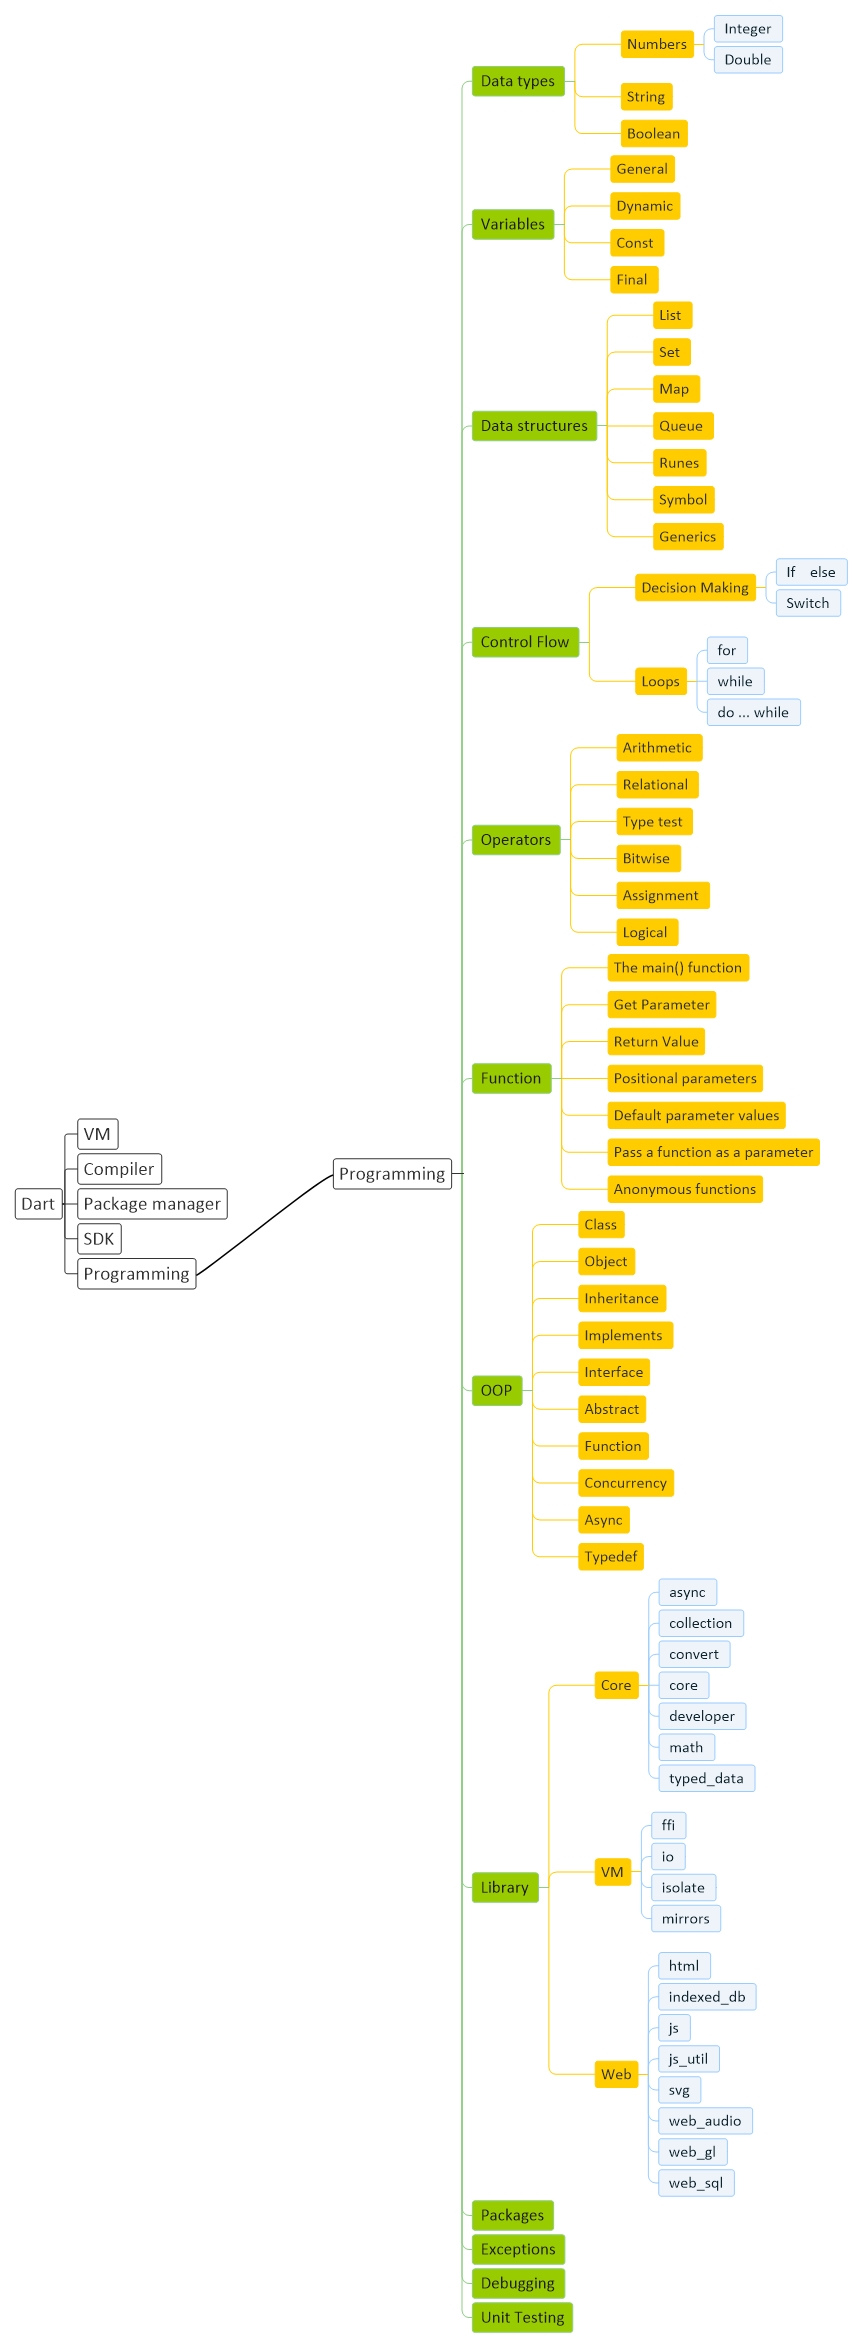 Dart
VM
Compiler
Package manager
SDK
Programming
Programming
Data types
Numbers
Integer
Double
String
Boolean
Variables
General
Dynamic
Const
Final
Data structures
List
Set
Map
Queue
Runes
Symbol
Generics
Control Flow
Decision Making
If else
Switch
Loops
for
while
do ... while
Operators
Arithmetic
Relational
Type test
Bitwise
Assignment
Logical
Function
The main() function
Get Parameter
Return Value
Positional parameters
Default parameter values
Pass a function as a parameter
Anonymous functions
OOP
Class
Object
Inheritance
Implements
Interface
Abstract
Function
Concurrency
Async
Typedef
Library
Core
async
collection
convert
core
developer
math
typed_data
VM
ffi
io
isolate
mirrors
Web
html
indexed_db
js
js_util
svg
web_audio
web_gl
web_sql
Packages
Exceptions
Debugging
Unit Testing